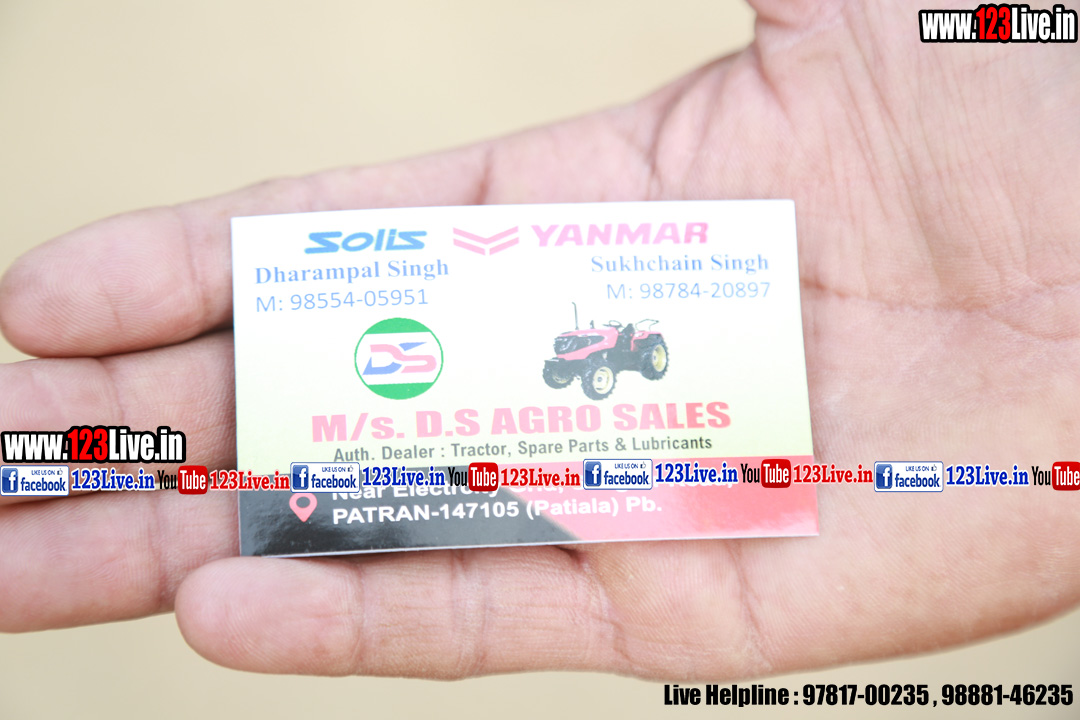 www.123Live.in
SOLIS YANMAR
Dharampal Singh Sukhchain Singh
M: 98554-05951 M: 98784-20897
DS
M/s. D.S AGRO SALES
Auth. Dealer : Tractor, Spare Parts & Lubricants
www.123Live.in
LIKE US ON facebook 123Live.in YouTube 123Live.in LIKE US ON facebook 123Live.in YouTube 123Live.in LIKE US ON facebook 123Live.in YouTube 123Live.in LIKE US ON facebook 123Live.in YouTube
Near
PATRAN-147105 (Patiala) Pb.
Live Helpline : 97817-00235 , 98881-46235